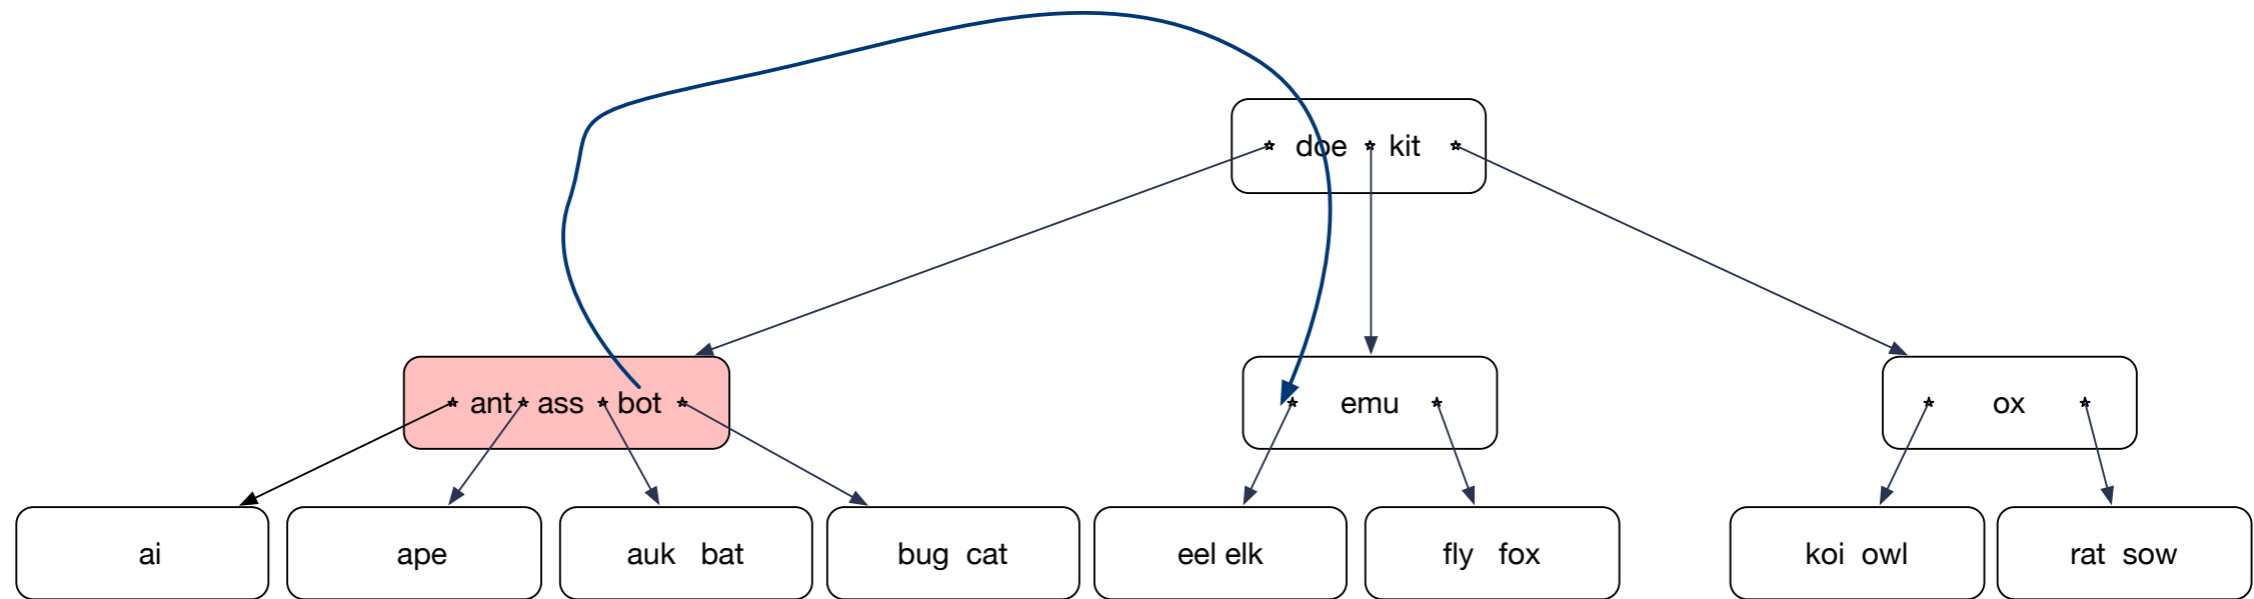 doe kit
ant ass bot
emu
ox
ai
ape
auk bat
bug cat
eel elk
fly fox
koi owl
rat sow